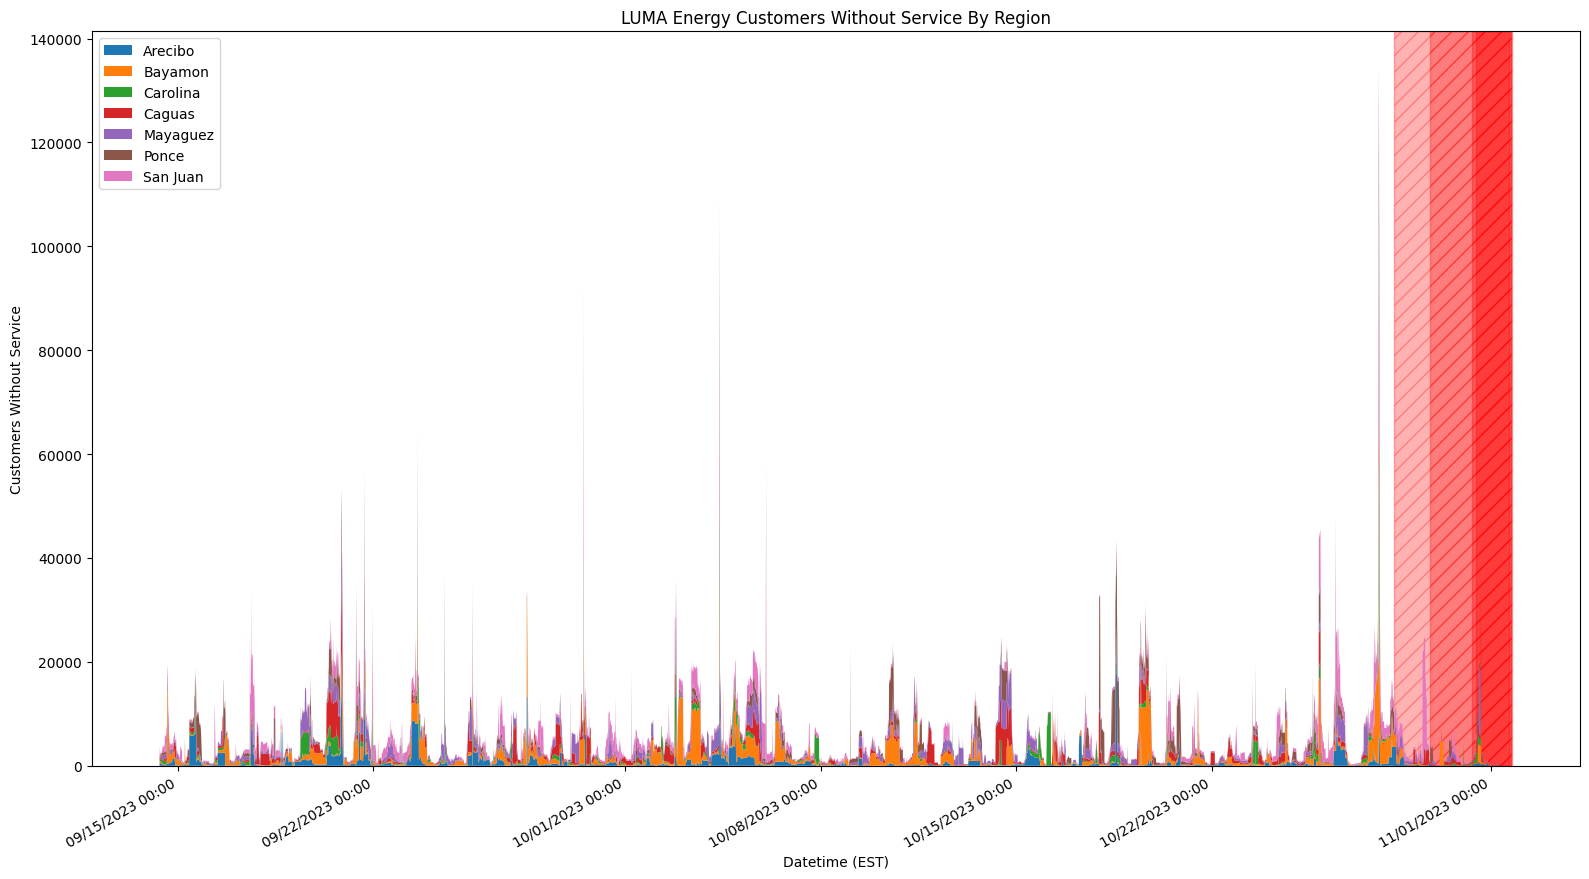 LUMA Energy Customers Without Service By Region
140000
120000
100000
80000
60000
40000
20000
0
Customers Without Service
Arecibo
Bayamon
Carolina
Caguas
Mayaguez
Ponce
San Juan
09/15/2023 00:00
09/22/2023 00:00
10/01/2023 00:00
10/08/2023 00:00
10/15/2023 00:00
10/22/2023 00:00
11/01/2023 00:00
Datetime (EST)